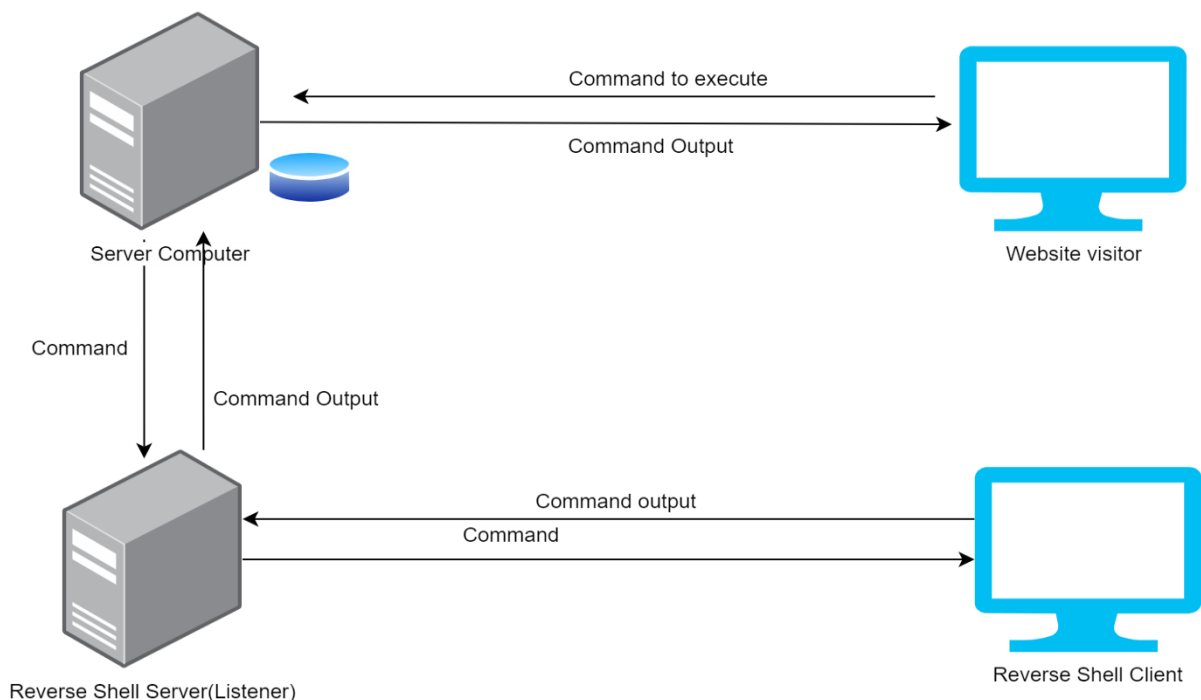 Command to execute
Command Output
Server Computer
Website visitor
Command
Command Output
Command output
Command
Reverse Shell Server(Listener)
Reverse Shell Client